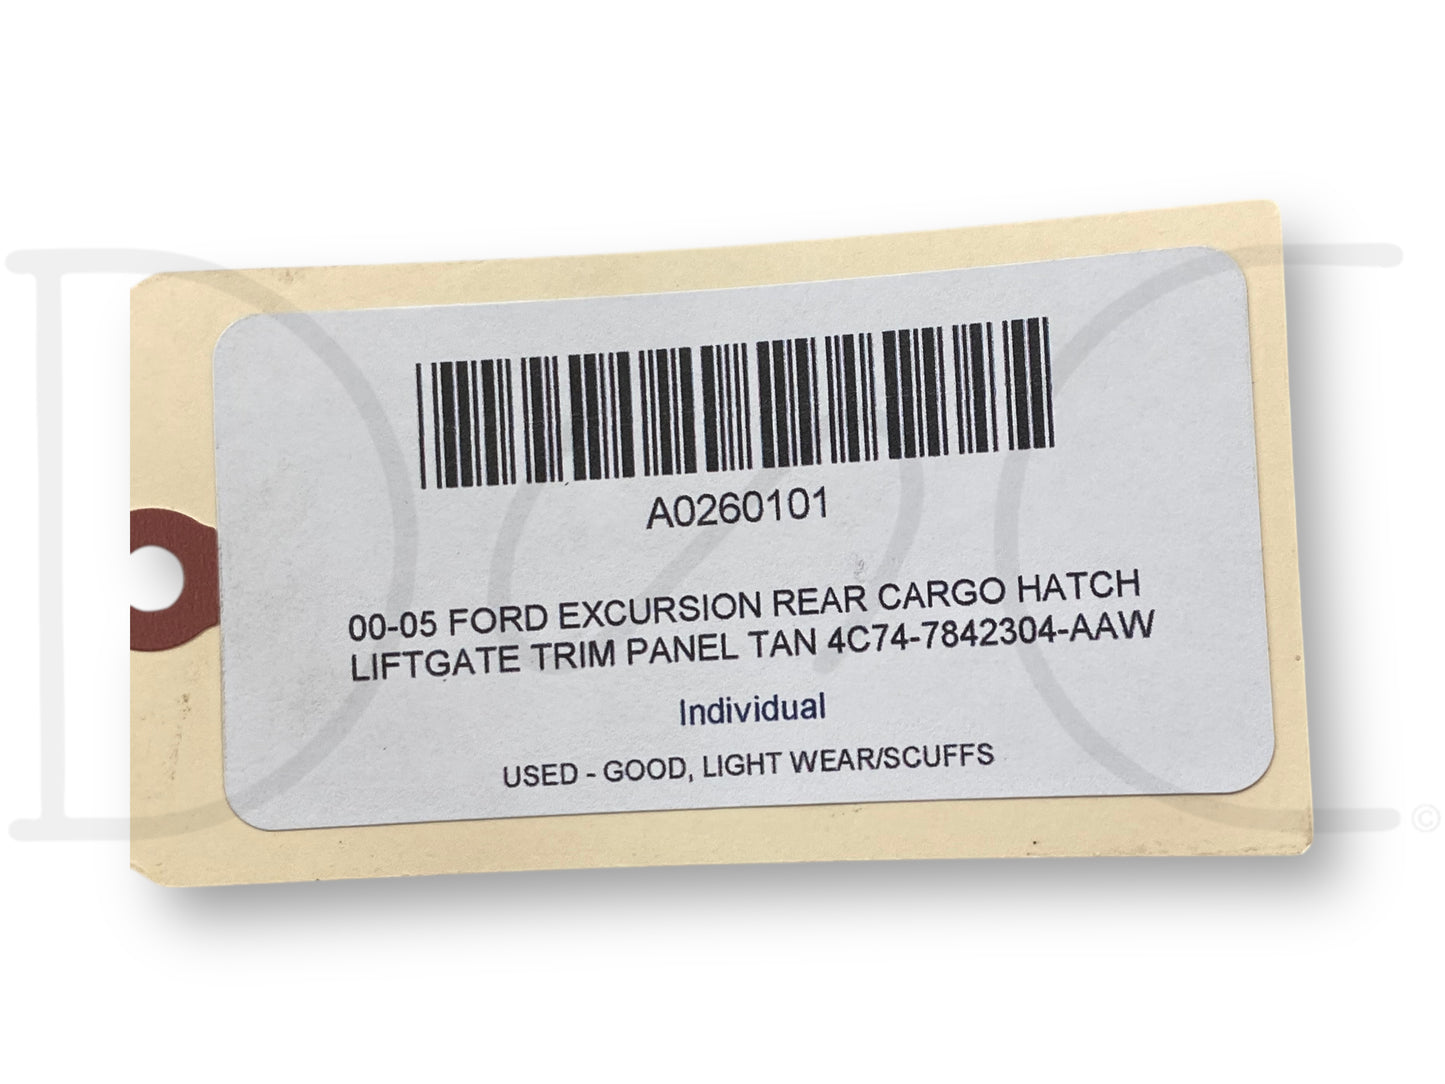 A0260101
00-05 FORD EXCURSION REAR CARGO HATCH
LIFTGATE TRIM PANEL TAN 4C74-7842304-AAW
Individual
USED - GOOD, LIGHT WEAR/SCUFFS
©